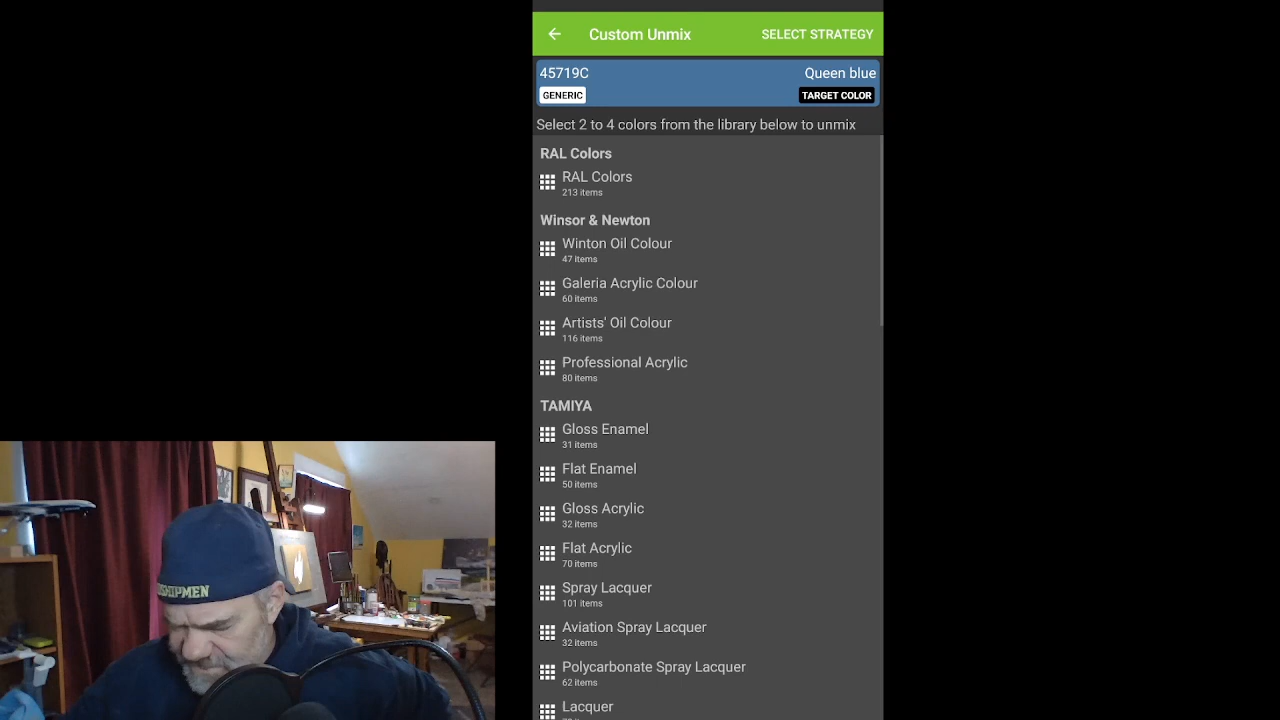 Custom Unmix
SELECT STRATEGY
45719C
Queen blue
GENERIC
TARGET COLOR
Select 2 to 4 colors from the library below to unmix
RAL Colors
RAL Colors
213 items
Winsor & Newton
Winton Oil Colour
47 items
Galeria Acrylic Colour
60 items
Artists' Oil Colour
116 items
Professional Acrylic
80 items
TAMIYA
Gloss Enamel
31 items
Flat Enamel
50 items
Gloss Acrylic
32 items
Flat Acrylic
70 items
Spray Lacquer
101 items
Aviation Spray Lacquer
32 items
Polycarbonate Spray Lacquer
62 items
Lacquer